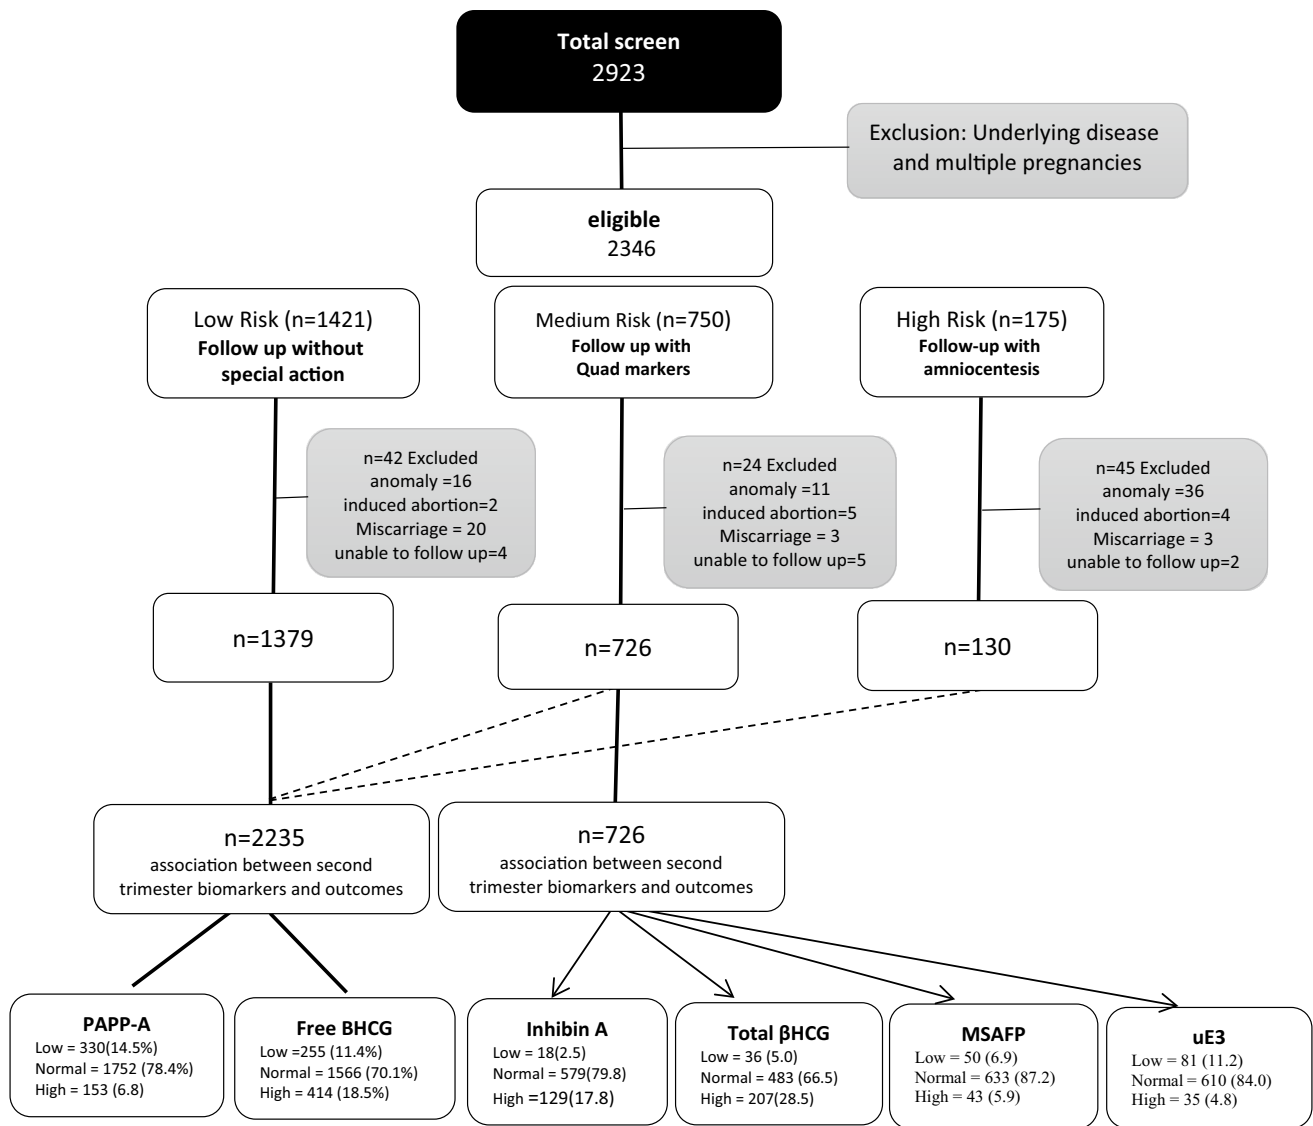 Total screen
2923
Exclusion: Underlying disease
and multiple pregnancies
eligible
2346
Low Risk (n=1421)
Follow up without
special action
Medium Risk (n=750)
Follow up with
Quad markers
High Risk (n=175)
Follow-up with
amniocentesis
n=42 Excluded
anomaly =16
induced abortion=2
Miscarriage = 20
unable to follow up=4
n=24 Excluded
anomaly =11
induced abortion=5
Miscarriage = 3
unable to follow up=5
n=45 Excluded
anomaly =36
induced abortion=4
Miscarriage = 3
unable to follow up=2
n=1379
n=726
n=130
n=2235
association between second
trimester biomarkers and outcomes
n=726
association between second
trimester biomarkers and outcomes
PAPP-A
Low = 330(14.5%)
Normal = 1752 (78.4%)
High = 153 (6.8)
Free BHCG
Low =255 (11.4%)
Normal = 1566 (70.1%)
High = 414 (18.5%)
Inhibin A
Low = 18(2.5)
Normal = 579(79.8)
High =129(17.8)
Total βHCG
Low = 36 (5.0)
Normal = 483 (66.5)
High = 207(28.5)
MSAFP
Low = 50 (6.9)
Normal = 633 (87.2)
High = 43 (5.9)
uE3
Low = 81 (11.2)
Normal = 610 (84.0)
High = 35 (4.8)